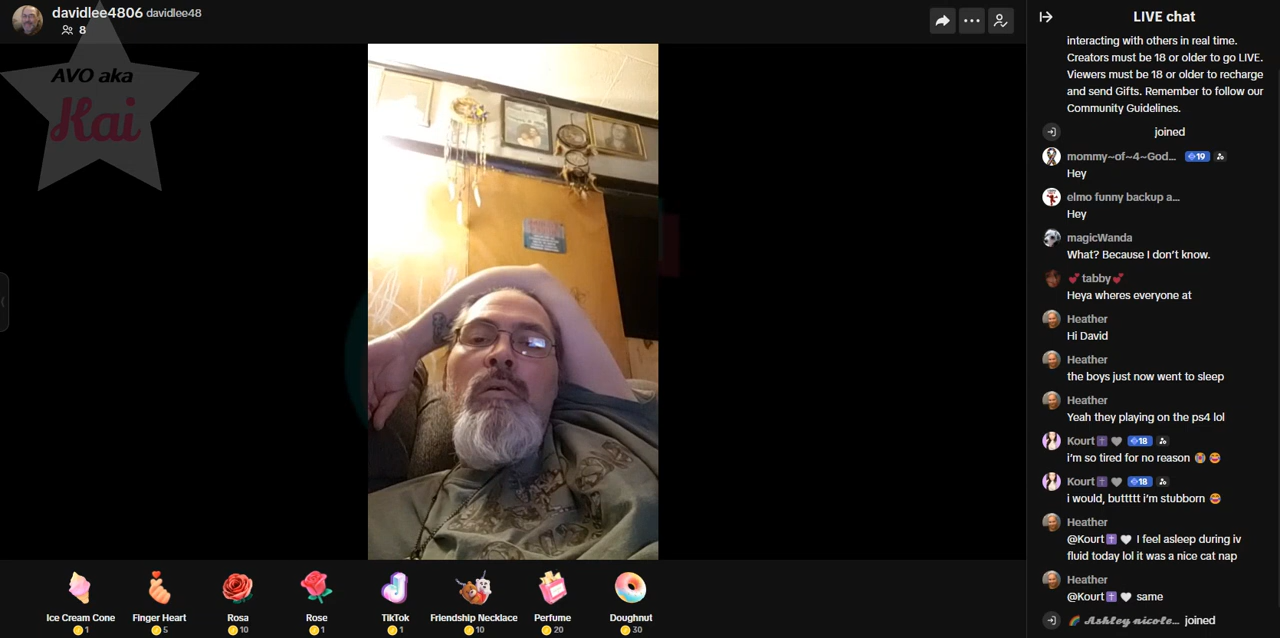 davidlee4806 davidlee48
8
AVO aka
Kai
LIVE chat
interacting with others in real time.
Creators must be 18 or older to go LIVE.
Viewers must be 18 or older to recharge
and send Gifts. Remember to follow our
Community Guidelines.
joined
mommy~of~4~God... 19
Hey
elmo funny backup a...
Hey
magicWanda
What? Because I don't know.
💕 tabby 💕
Heya wheres everyone at
Heather
Hi David
Heather
the boys just now went to sleep
Heather
Yeah they playing on the ps4 lol
Kourt✝️🤍 18
i'm so tired for no reason 😭 😂
Kourt✝️🤍 18
i would, buttttt i'm stubborn 😂
Heather
@Kourt✝️🤍 I feel asleep during iv
fluid today lol it was a nice cat nap
Heather
@Kourt✝️🤍 same
🌈 Ashley nicole... joined
Ice Cream Cone
1
Finger Heart
5
Rosa
10
Rose
1
TikTok
1
Friendship Necklace
10
Perfume
20
Doughnut
30